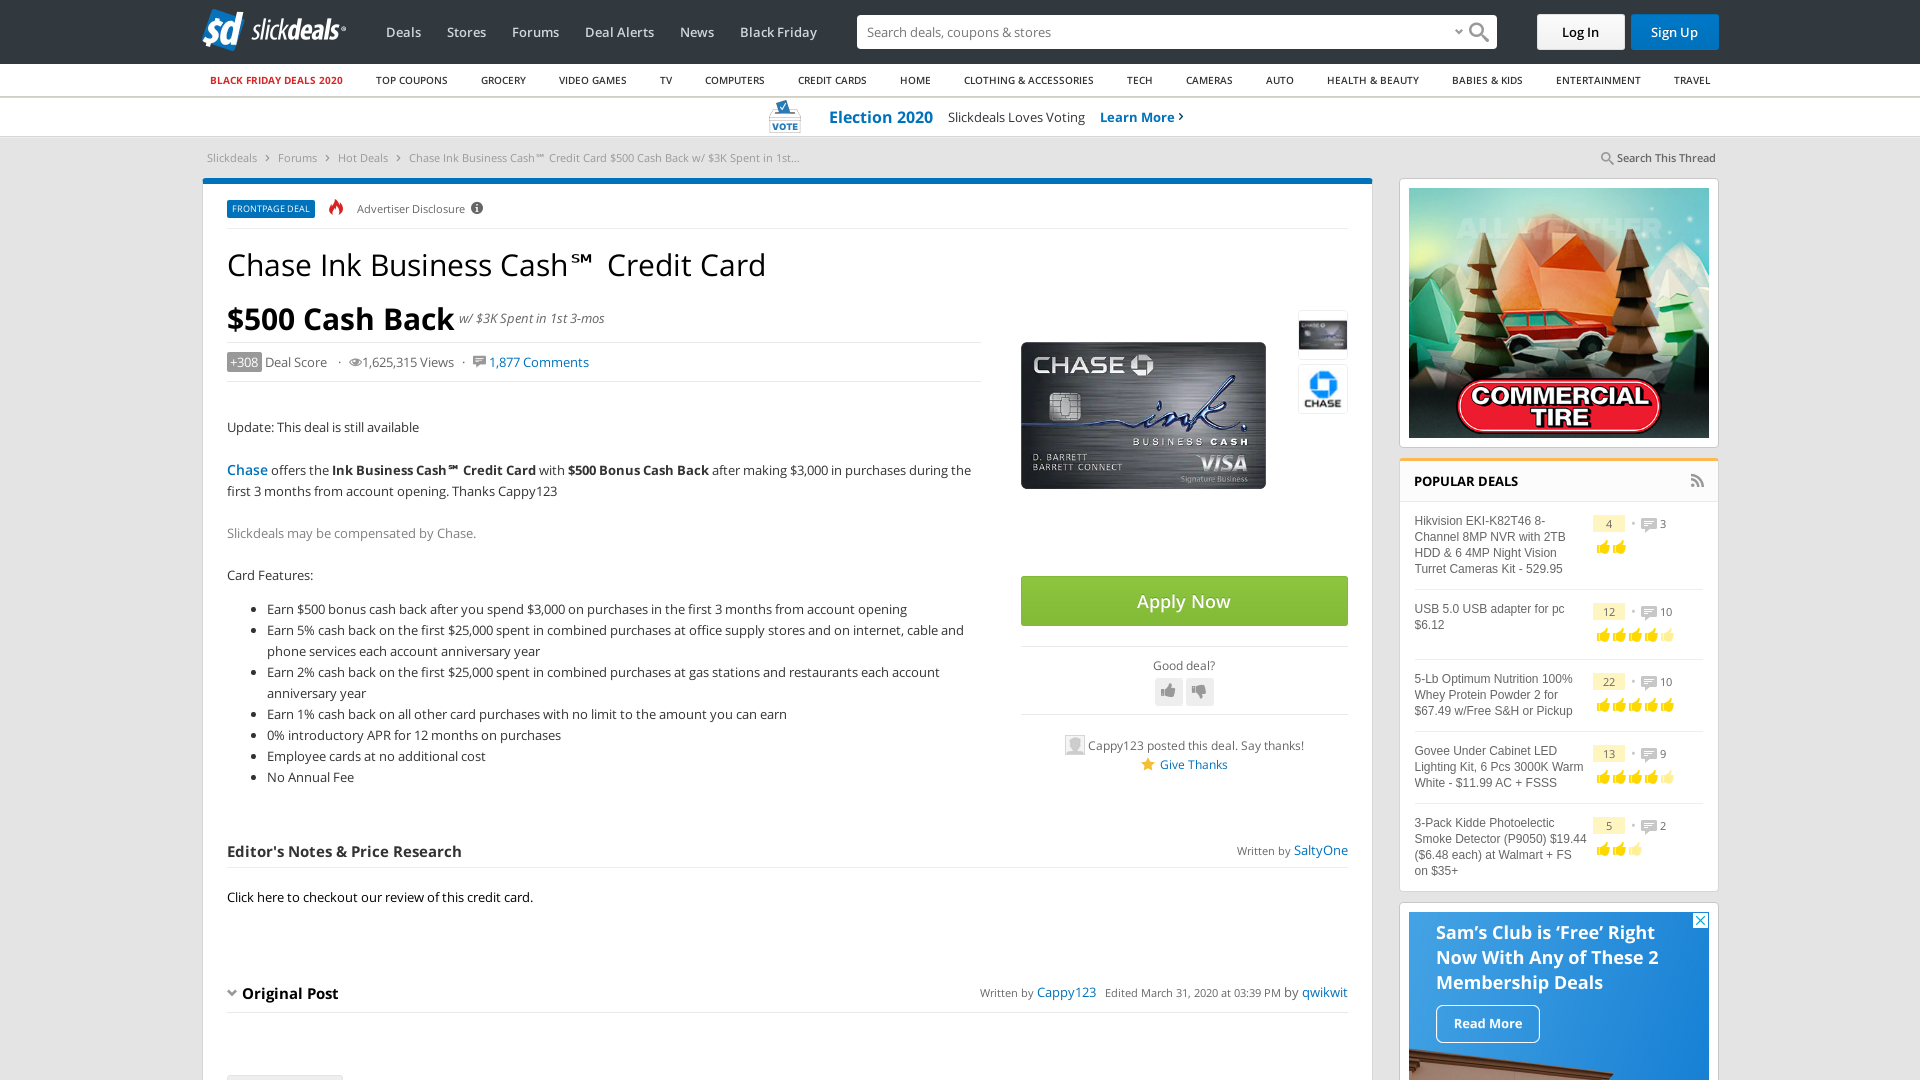 slickdeals
Deals
Stores
Forums
Deal Alerts
News
Black Friday
Search deals, coupons & stores
Log In
Sign Up
BLACK FRIDAY DEALS 2020
TOP COUPONS
GROCERY
VIDEO GAMES
TV
COMPUTERS
CREDIT CARDS
HOME
CLOTHING & ACCESSORIES
TECH
CAMERAS
AUTO
HEALTH & BEAUTY
BABIES & KIDS
ENTERTAINMENT
TRAVEL
VOTE
Election 2020 Slickdeals Loves Voting Learn More ›
Slickdeals › Forums › Hot Deals › Chase Ink Business Cash℠ Credit Card $500 Cash Back w/ $3K Spent in 1st...
Search This Thread
FRONTPAGE DEAL
Advertiser Disclosure
Chase Ink Business Cash℠ Credit Card
$500 Cash Back w/ $3K Spent in 1st 3-mos
+308 Deal Score · 1,625,315 Views · 1,877 Comments
Update: This deal is still available
Chase offers the Ink Business Cash℠ Credit Card with $500 Bonus Cash Back after making $3,000 in purchases during the
first 3 months from account opening. Thanks Cappy123
Slickdeals may be compensated by Chase.
Card Features:
• Earn $500 bonus cash back after you spend $3,000 on purchases in the first 3 months from account opening
• Earn 5% cash back on the first $25,000 spent in combined purchases at office supply stores and on internet, cable and
phone services each account anniversary year
• Earn 2% cash back on the first $25,000 spent in combined purchases at gas stations and restaurants each account
anniversary year
• Earn 1% cash back on all other card purchases with no limit to the amount you can earn
• 0% introductory APR for 12 months on purchases
• Employee cards at no additional cost
• No Annual Fee
CHASE
ink.
BUSINESS CASH
D. BARRETT
BARRETT CONNECT
VISA
Signature Business
CHASE
Apply Now
Good deal?
Cappy123 posted this deal. Say thanks!
Give Thanks
Editor's Notes & Price Research
Written by SaltyOne
Click here to checkout our review of this credit card.
Original Post
Written by Cappy123 Edited March 31, 2020 at 03:39 PM by qwikwit
ALL WEATHER
COMMERCIAL
TIRE
POPULAR DEALS
Hikvision EKI-K82T46 8-
Channel 8MP NVR with 2TB
HDD & 6 4MP Night Vision
Turret Cameras Kit - 529.95
4 • 3
USB 5.0 USB adapter for pc
$6.12
12 • 10
5-Lb Optimum Nutrition 100%
Whey Protein Powder 2 for
$67.49 w/Free S&H or Pickup
22 • 10
Govee Under Cabinet LED
Lighting Kit, 6 Pcs 3000K Warm
White - $11.99 AC + FSSS
13 • 9
3-Pack Kidde Photoelectic
Smoke Detector (P9050) $19.44
($6.48 each) at Walmart + FS
on $35+
5 • 2
Sam's Club is 'Free' Right
Now With Any of These 2
Membership Deals
Read More